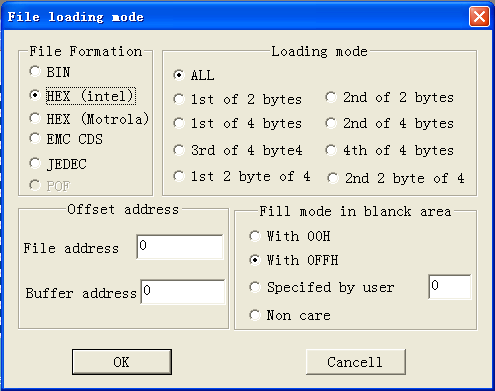 File loading mode
File Formation
BIN
HEX (intel)
HEX (Motrola)
EMC CDS
JEDEC
POF
Loading mode
ALL
1st of 2 bytes
2nd of 2 bytes
1st of 4 bytes
2nd of 4 bytes
3rd of 4 byte4
4th of 4 bytes
1st 2 byte of 4
2nd 2 byte of 4
Offset address
File address 0
Buffer address 0
Fill mode in blanck area
With 00H
With 0FFH
Specifed by user 0
Non care
OK
Cancell